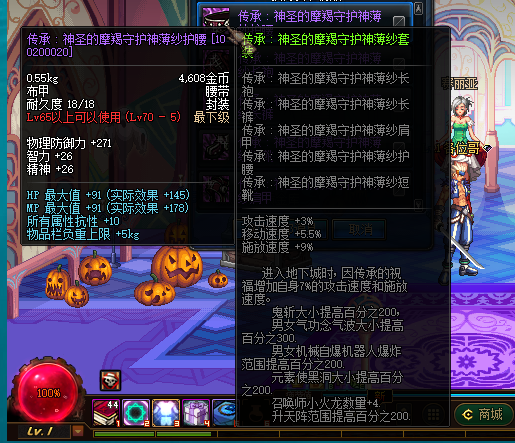 传承：神圣的摩羯守护神薄
传承：神圣的摩羯守护神薄纱护腰 [10
0200020]
0.55kg 4,608金币
布甲 腰带
耐久度 18/18 封装
Lv65以上可以使用 (Lv70 - 5) 最下级
物理防御力 +271
智力 +26
精神 +26
HP 最大值 +91 (实际效果 +145)
MP 最大值 +91 (实际效果 +178)
所有属性抗性 +10
物品栏负重上限 +5kg
传承：神圣的摩羯守护神薄纱套
装
传承：神圣的摩羯守护神薄纱长
袍
传承：神圣的摩羯守护神薄纱长
裤
传承：神圣的摩羯守护神薄纱肩
甲
传承：神圣的摩羯守护神薄纱护
腰
传承：神圣的摩羯守护神薄纱短
靴
攻击速度 +3%
移动速度 +5.5%
施放速度 +9%
取消
进入地下城时，因传承的祝
福增加自身7%的攻击速度和施放
速度。
鬼斩大小提高百分之200，
男女气功念气波大小提高
百分之300.
男女机械自爆机器人爆炸
范围提高百分之200.
元素使黑洞大小提高百分
之200.
召唤师小火龙数量+4.
升天阵范围提高百分之200.
赛丽亚
位哥
100%
44 1 1 4
Lv. 1
商城